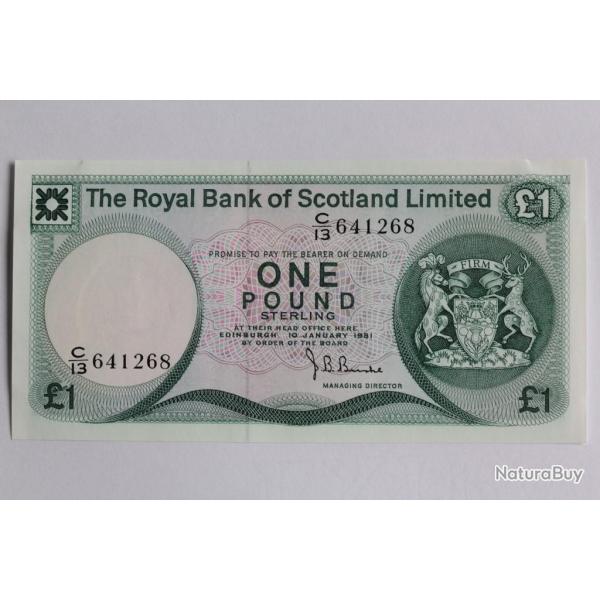 The Royal Bank of Scotland Limited
£1
C/13 641268
PROMISE TO PAY THE BEARER ON DEMAND
ONE
POUND
STERLING
AT THEIR HEAD OFFICE HERE
EDINBURGH 10 JANUARY 1981
BY ORDER OF THE BOARD
FIRM
C/13 641268
J. B. Burke
MANAGING DIRECTOR
£1
£1
NaturaBuy